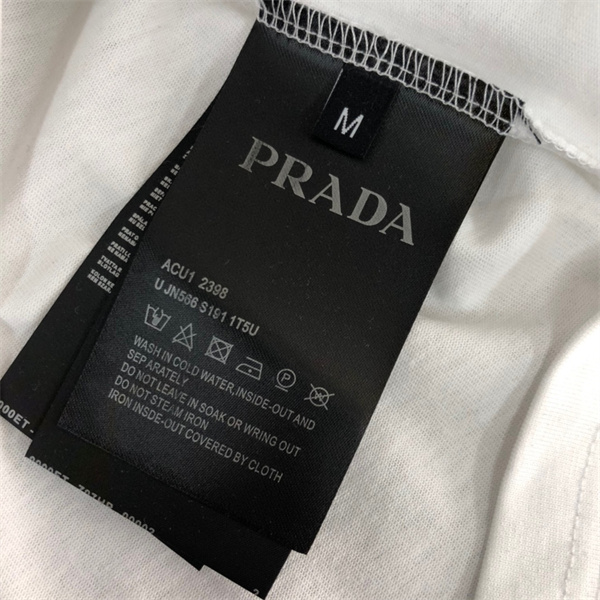 M
PRADA
ACU1 2398
UJN566 S191 1T5U
WASH IN COLD WATER,INSIDE-OUT AND
SEPARATELY
DO NOT LEAVE IN SOAK OR WRING OUT
DO NOT STEAM IRON
IRON INSIDE-OUT COVERED BY CLOTH